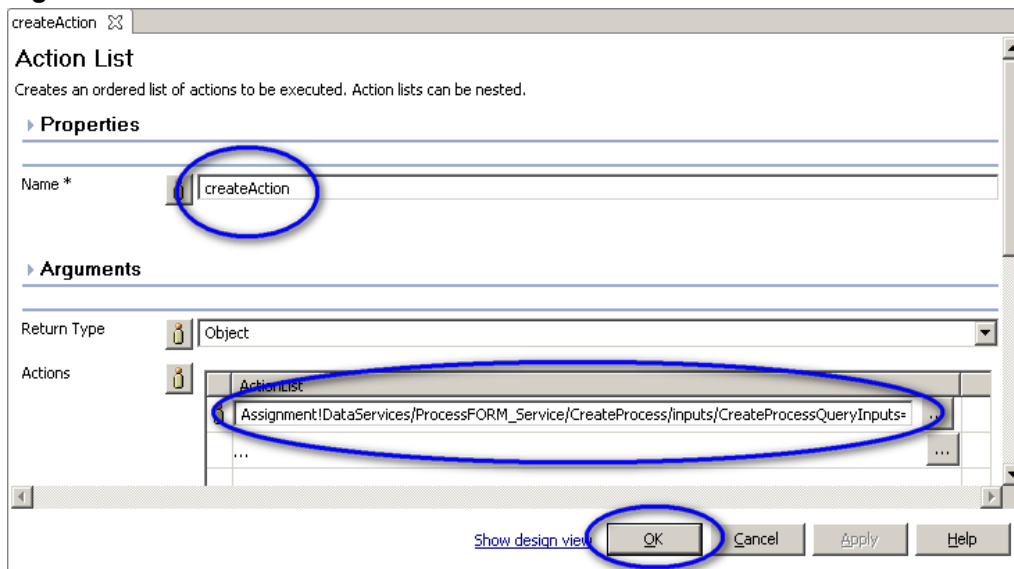 createAction
Action List
Creates an ordered list of actions to be executed. Action lists can be nested.
Properties
Name * createAction
Arguments
Return Type Object
Actions ActionList
Assignment!DataServices/ProcessFORM_Service/CreateProcess/inputs/CreateProcessQueryInputs= ...
... ...
Show design view OK Cancel Apply Help